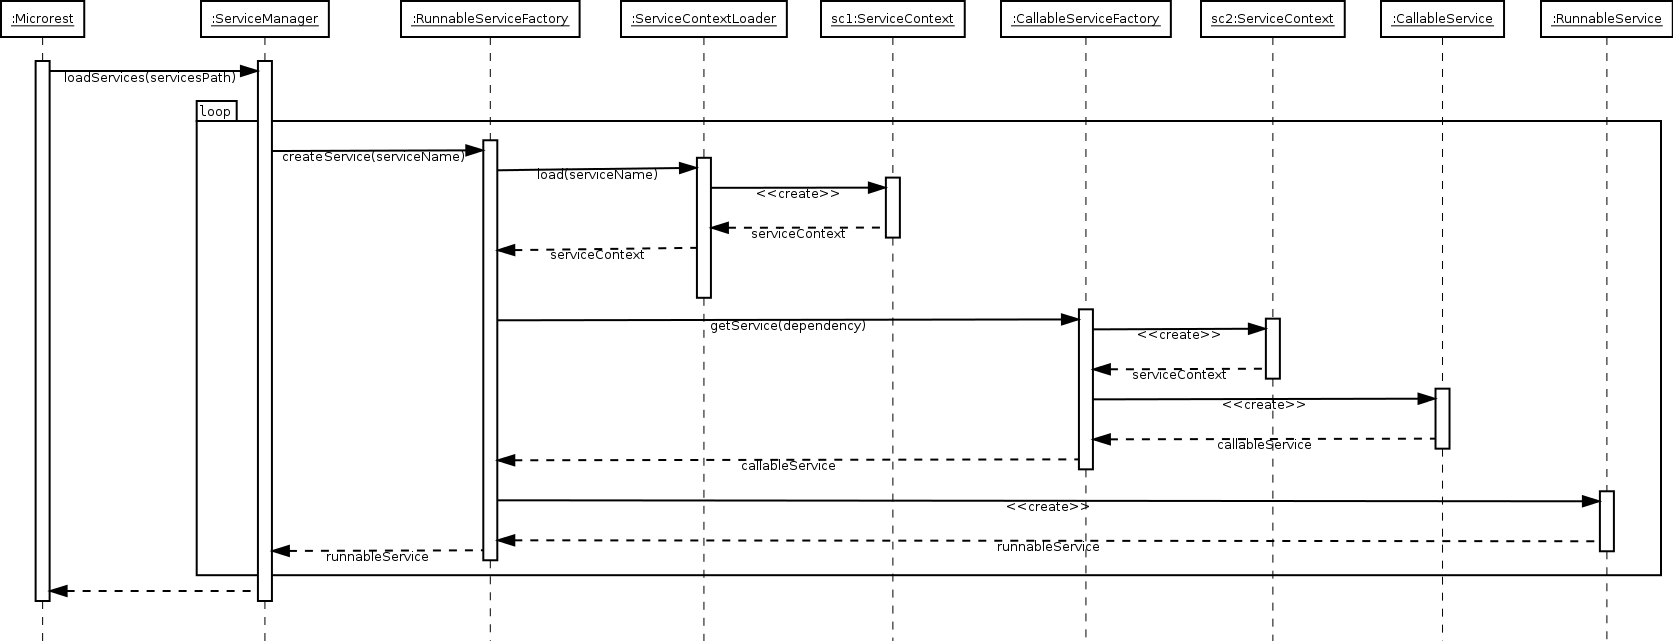 :Microrest
:ServiceManager
:RunnableServiceFactory
:ServiceContextLoader
sc1:ServiceContext
:CallableServiceFactory
sc2:ServiceContext
:CallableService
:RunnableService
loadServices(servicesPath)
loop
createService(serviceName)
load(serviceName)
<<create>>
serviceContext
serviceContext
getService(dependency)
<<create>>
serviceContext
<<create>>
callableService
callableService
<<create>>
runnableService
runnableService